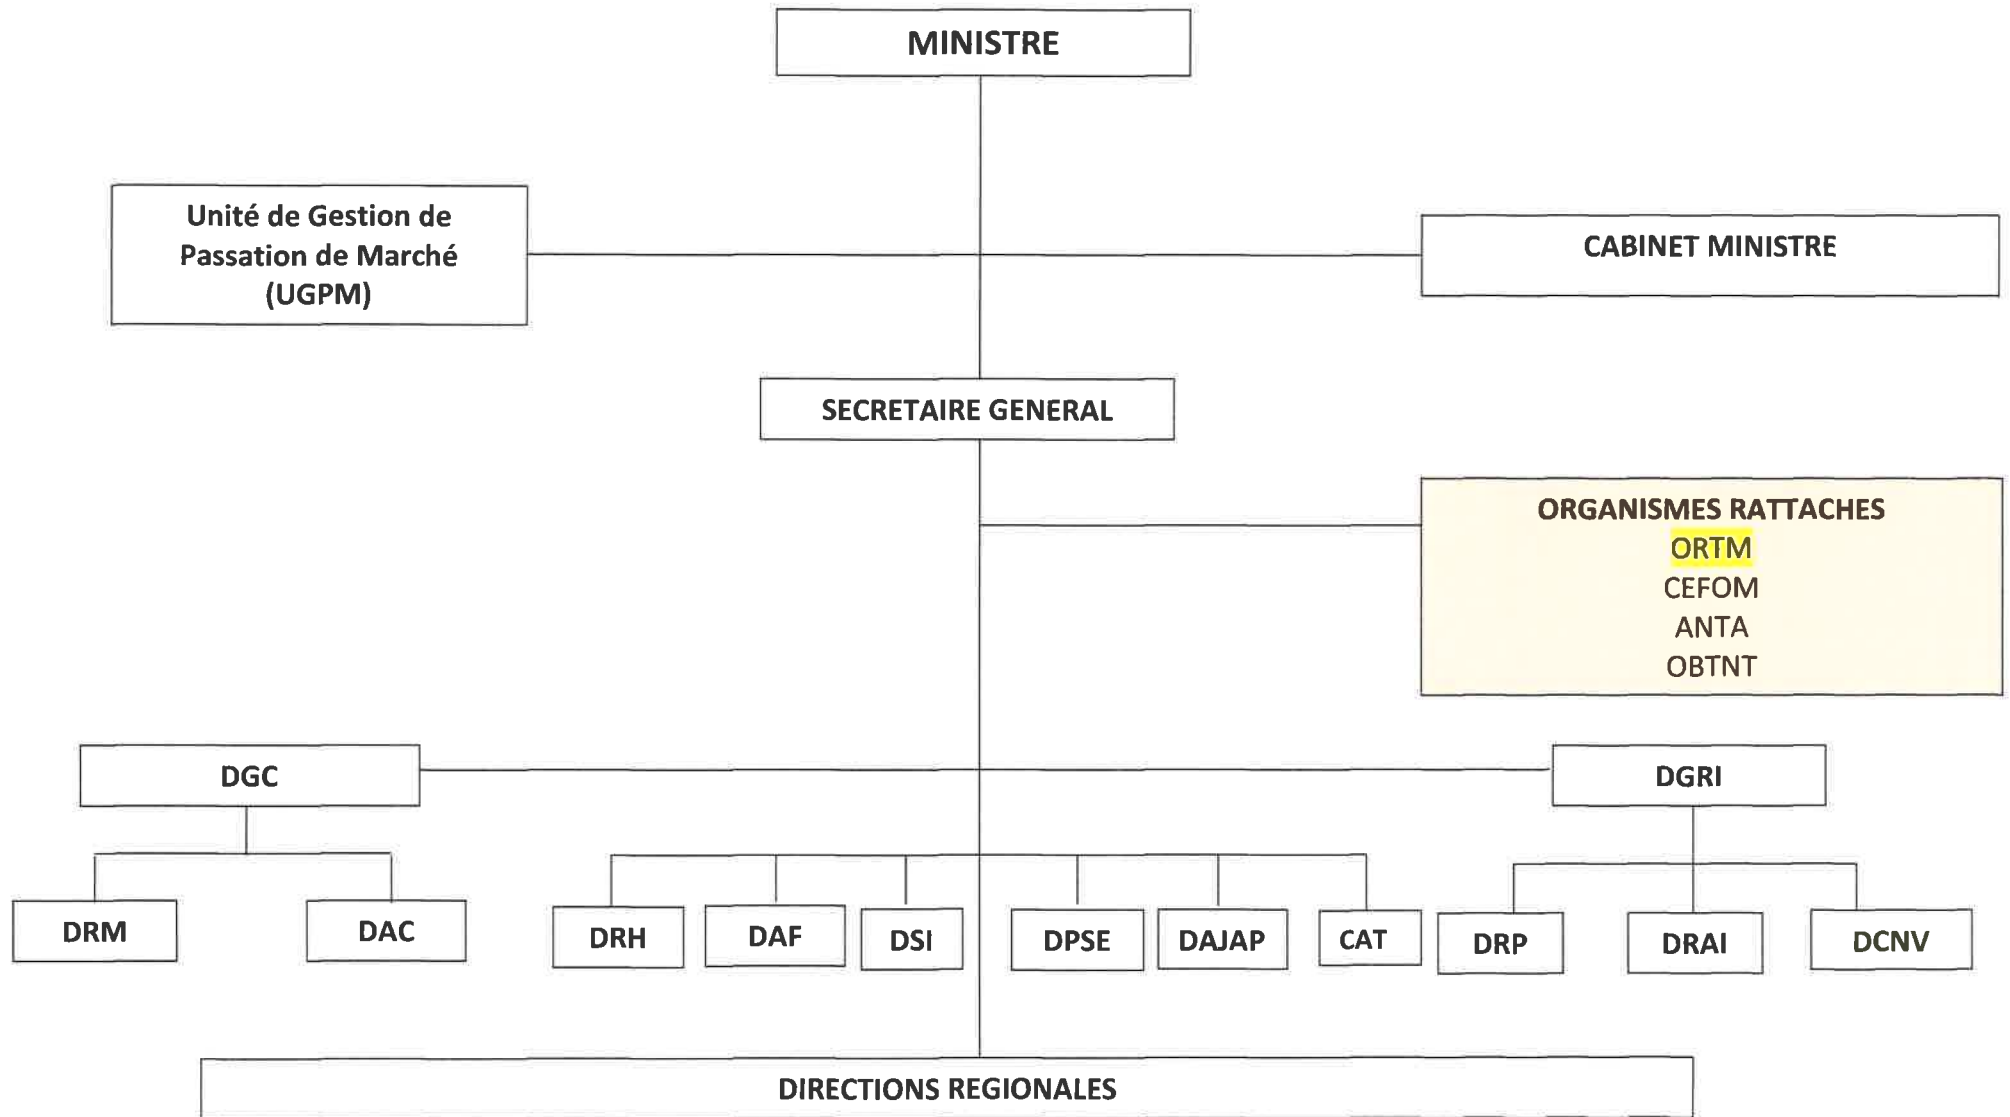 MINISTRE
Unité de Gestion de
Passation de Marché
(UGPM)
CABINET MINISTRE
SECRETAIRE GENERAL
ORGANISMES RATTACHES
ORTM
CEFOM
ANTA
OBTNT
DGC
DGRI
DRM
DAC
DRH
DAF
DSI
DPSE
DAJAP
CAT
DRP
DRAI
DCNV
DIRECTIONS REGIONALES